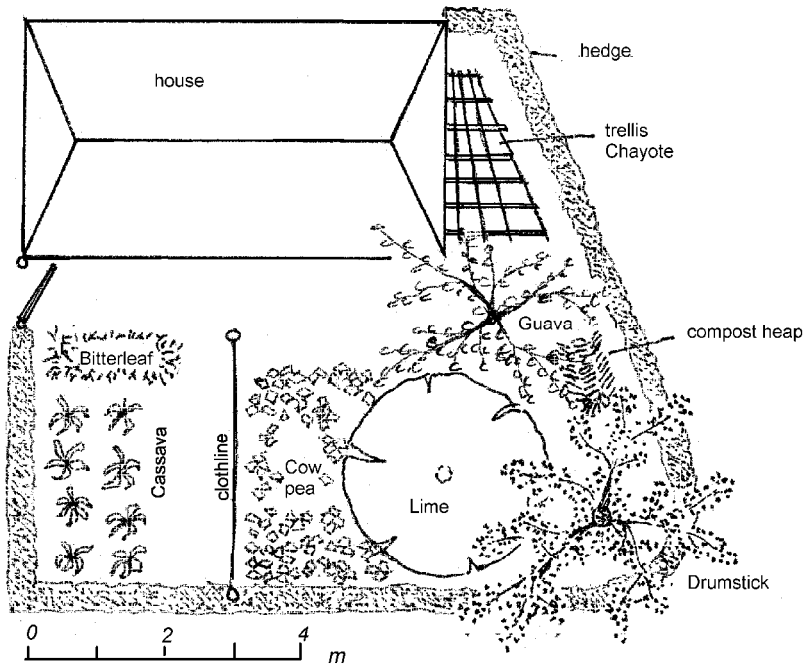 house
hedge
trellis
Chayote
Guava
compost heap
Bitterleaf
Cassava
clothline
Cow
pea
Lime
Drumstick
0 2 4
m